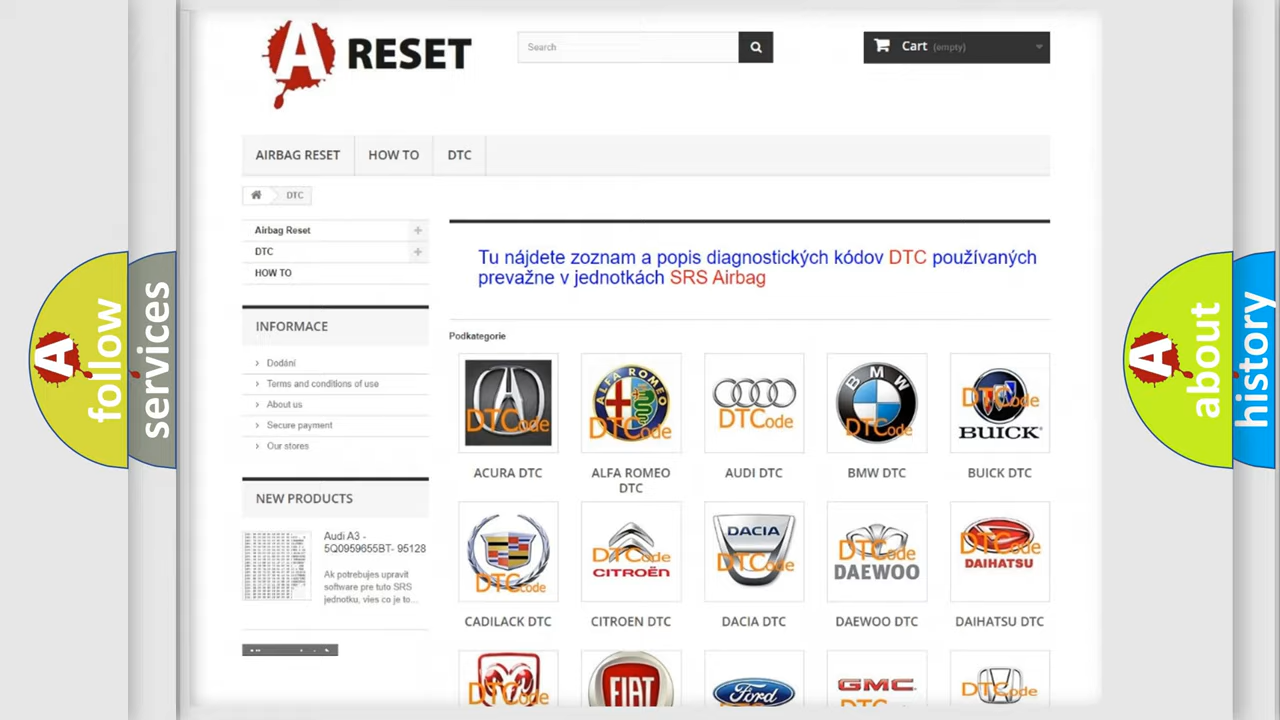 A RESET
Search
Cart (empty)
AIRBAG RESET
HOW TO
DTC
DTC
Airbag Reset
DTC
HOW TO
INFORMACE
Dodání
Terms and conditions of use
About us
Secure payment
Our stores
NEW PRODUCTS
Audi A3 -
5Q0959655BT- 95128
Ak potrebujes upravit
software pre tuto SRS
jednotku, vies co je to...
Tu nájdete zoznam a popis diagnostických kódov DTC používaných
prevažne v jednotkách SRS Airbag
Podkategorie
DTCode
ALFA ROMEO
DTCode
DTCode
BMW
DTCode
DTCode
BUICK
ACURA DTC
ALFA ROMEO
DTC
AUDI DTC
BMW DTC
BUICK DTC
DTCode
DTCode
CITROËN
DACIA
DTCode
DTCode
DAEWOO
DTCode
DAIHATSU
CADILACK DTC
CITROEN DTC
DACIA DTC
DAEWOO DTC
DAIHATSU DTC
DTCode
FIAT
Ford
DTCode
GMC
DTCode
A follow
services
A about
history